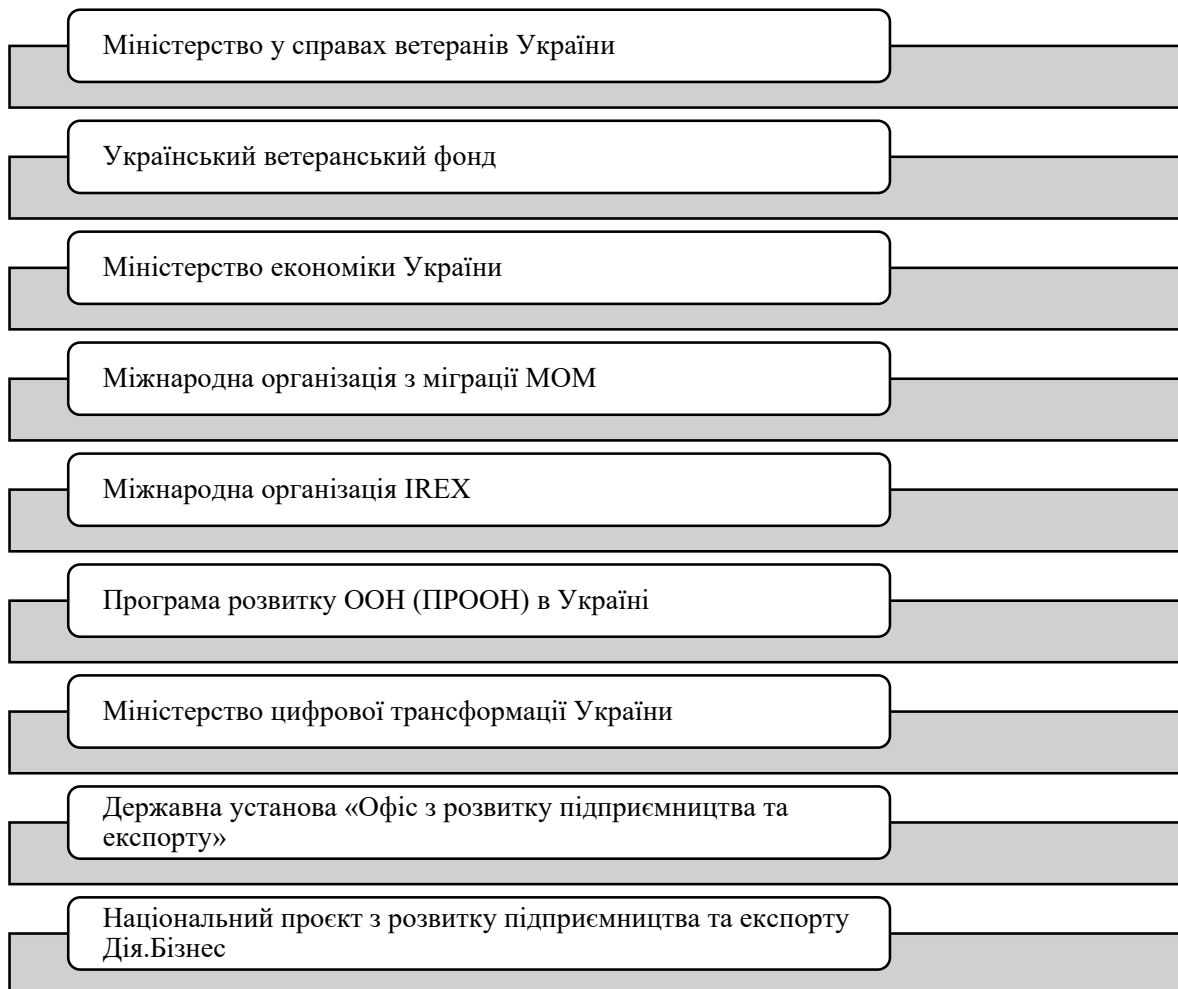 Міністерство у справах ветеранів України
Український ветеранський фонд
Міністерство економіки України
Міжнародна організація з міграції МОМ
Міжнародна організація IREX
Програма розвитку ООН (ПРООН) в Україні
Міністерство цифрової трансформації України
Державна установа «Офіс з розвитку підприємництва та
експорту»
Національний проєкт з розвитку підприємництва та експорту
Дія.Бізнес